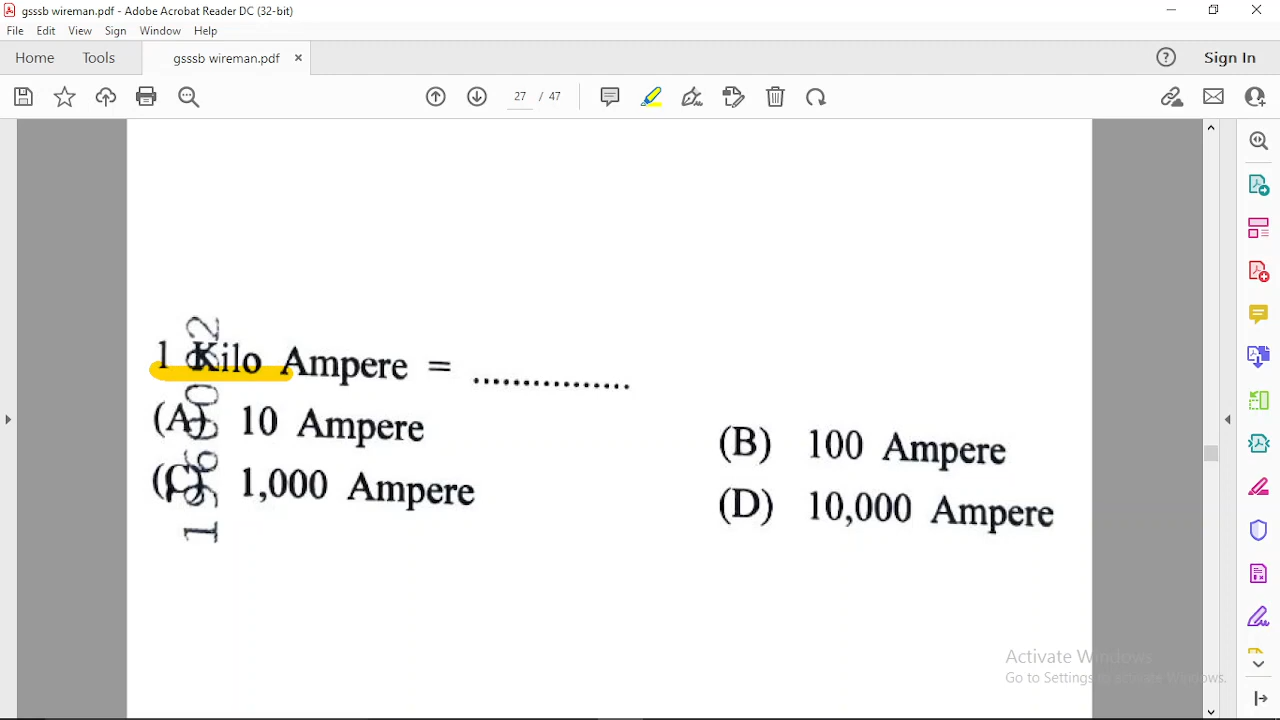 gsssb wireman.pdf - Adobe Acrobat Reader DC (32-bit)
File Edit View Sign Window Help
Home Tools gsssb wireman.pdf × ? Sign In
27 / 47
1 Kilo Ampere = ................
(A) 10 Ampere
(B) 100 Ampere
(C) 1,000 Ampere
(D) 10,000 Ampere
Activate Windows
Go to Settings to activate Windows.